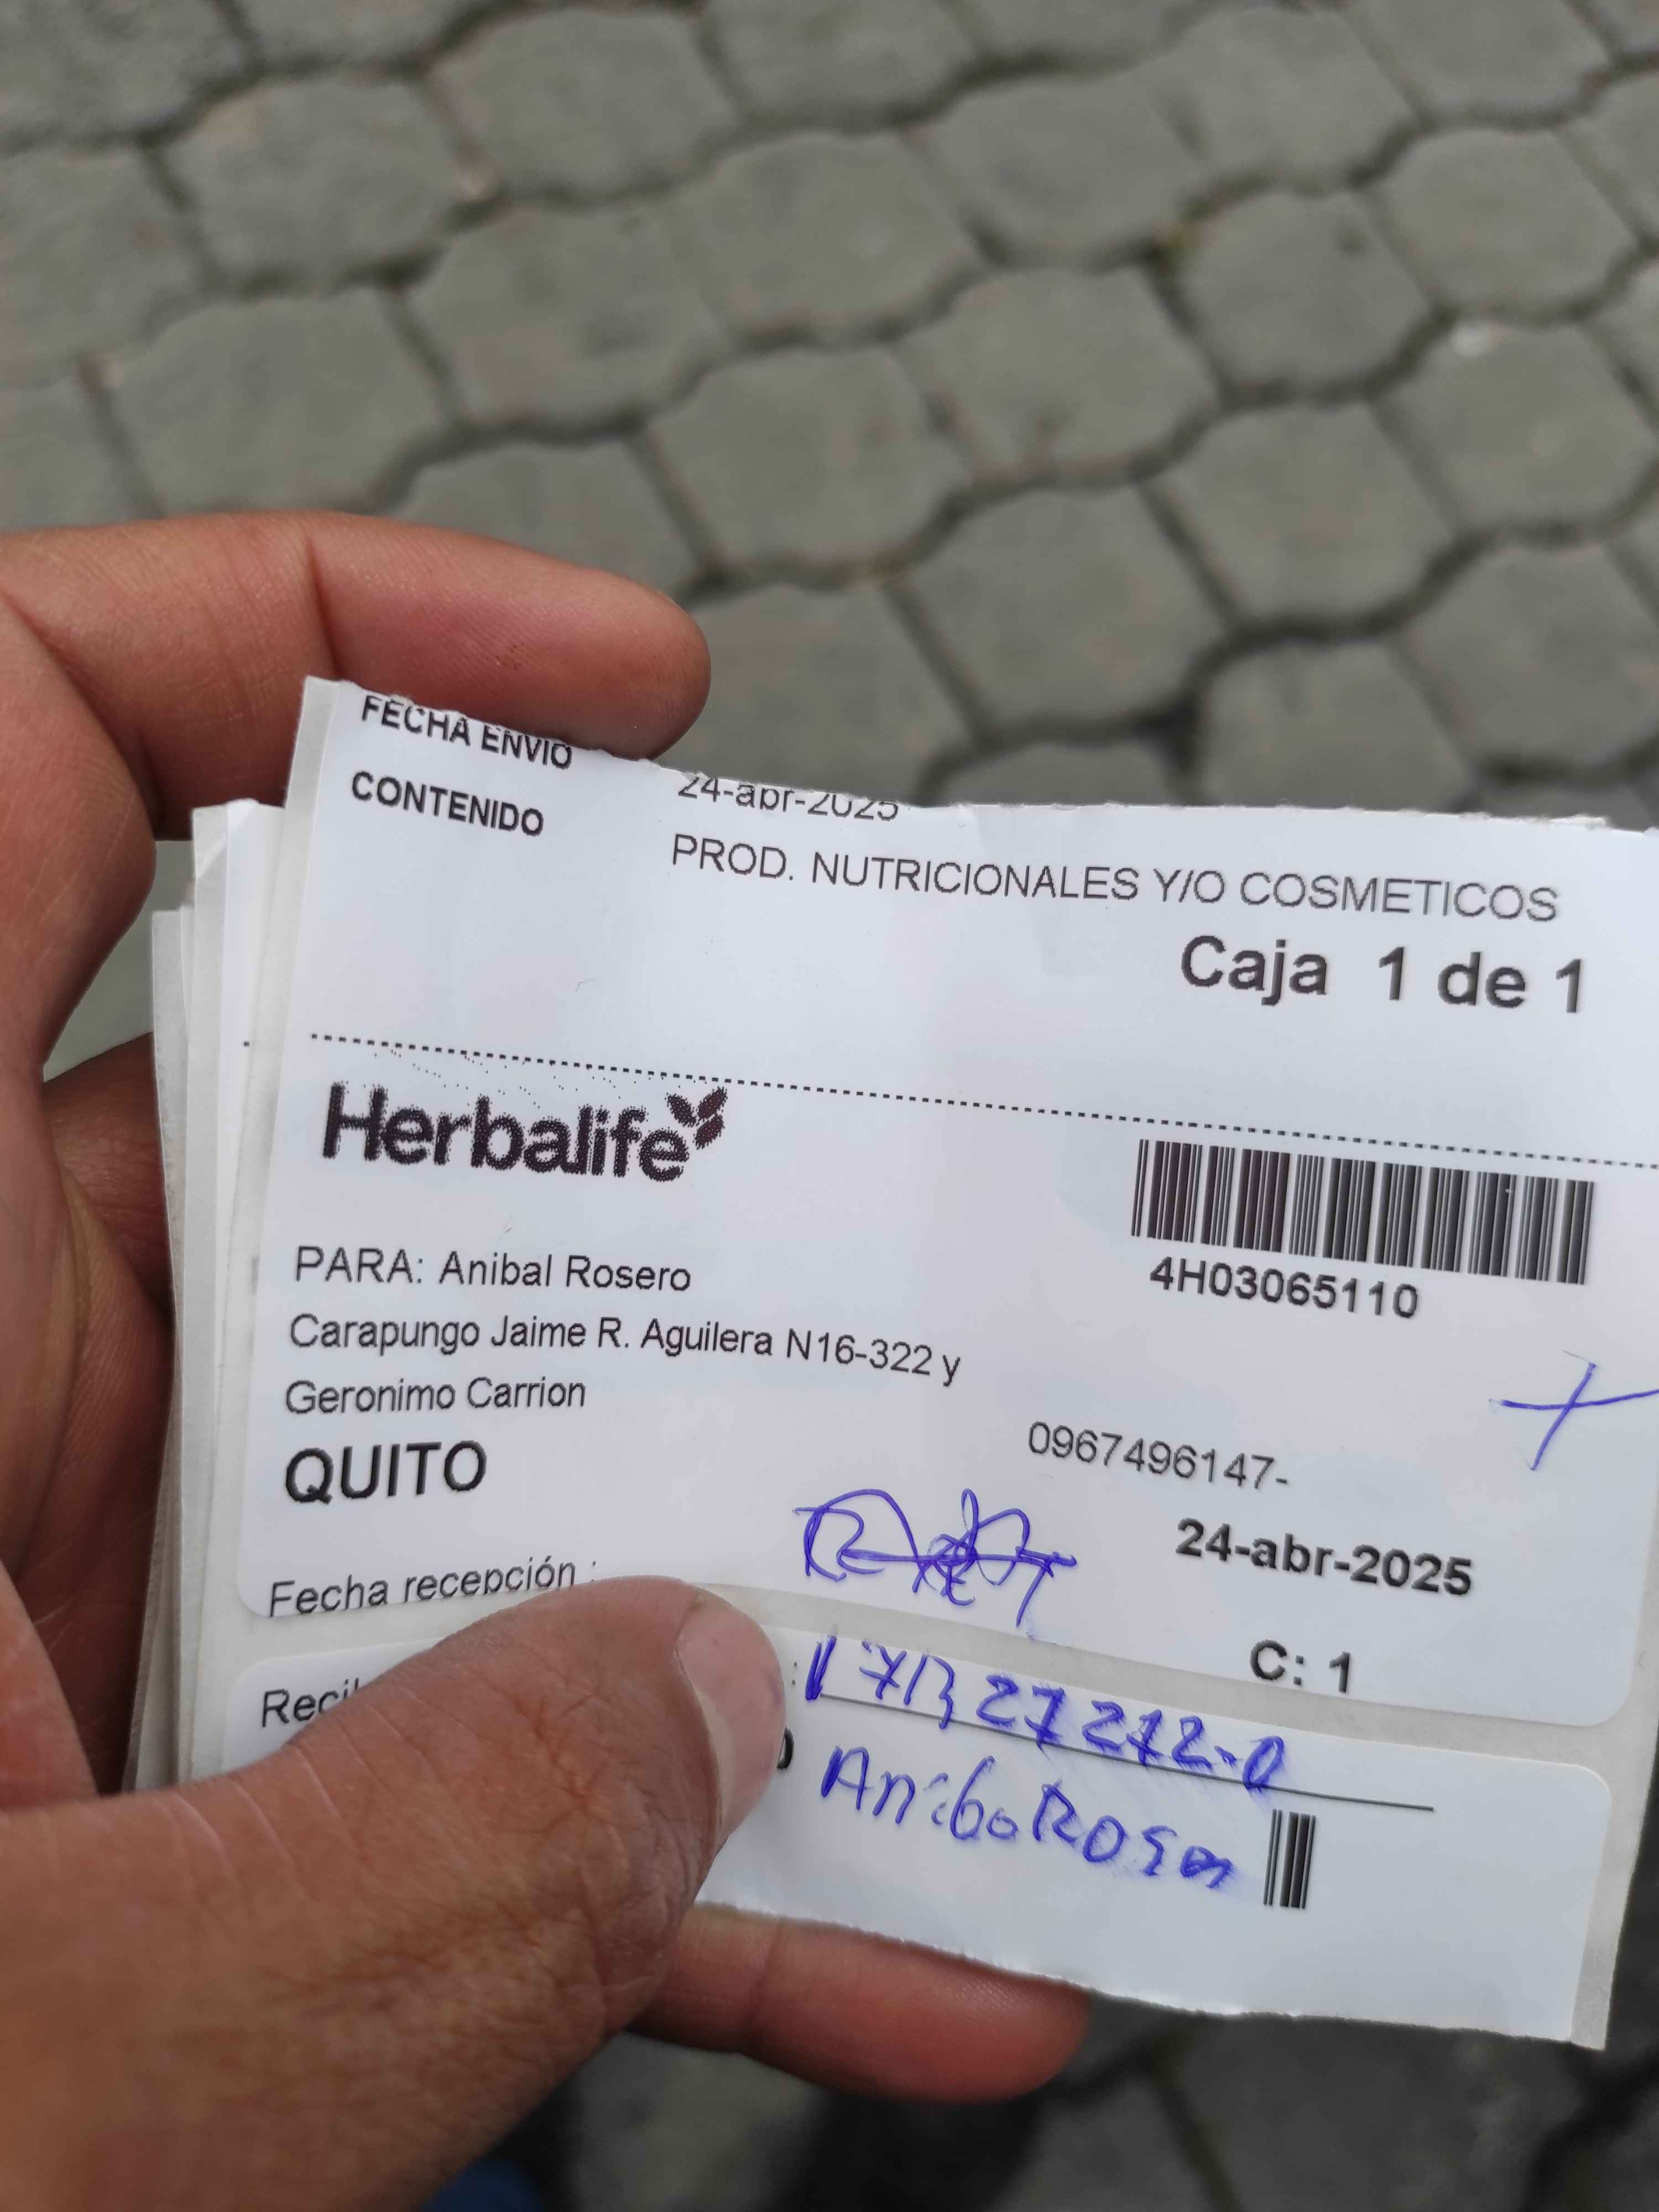 FECHA ENVIO 24-abr-2025
CONTENIDO PROD. NUTRICIONALES Y/O COSMETICOS
Caja 1 de 1
Herbalife
4H03065110
PARA: Anibal Rosero
Carapungo Jaime R. Aguilera N16-322 y
Geronimo Carrion
0967496147-
QUITO
24-abr-2025
Fecha recepción :
C: 1